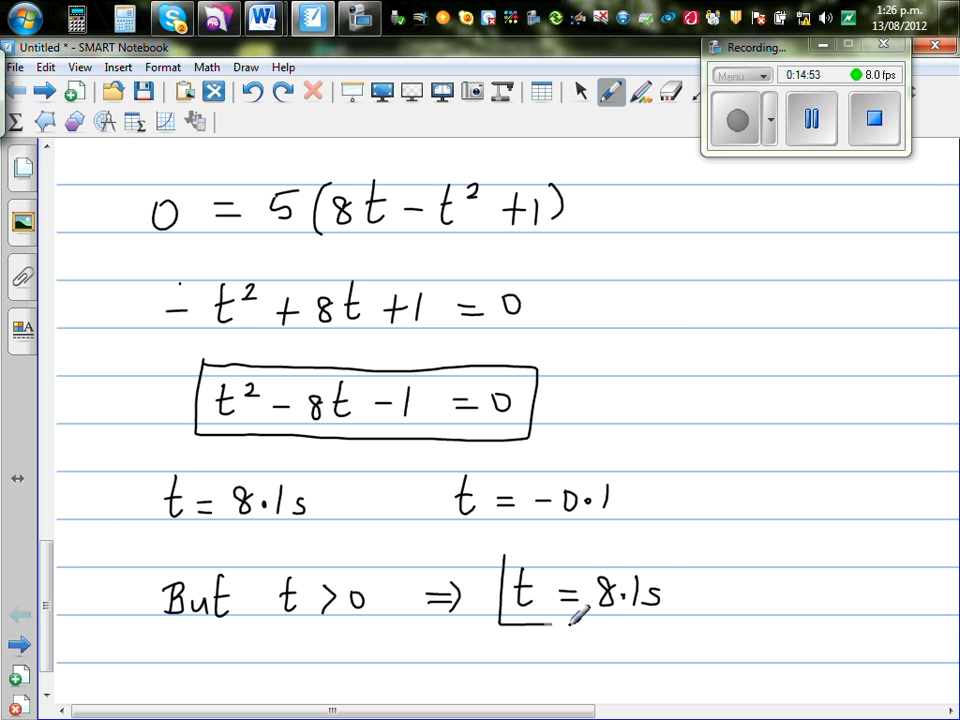 1:26 p.m.
13/08/2012
Untitled * - SMART Notebook
Recording...
File Edit View Insert Format Math Draw Help
Menu
0:14:53
8.0 fps
0 = 5(8t - t² + 1)
- t² + 8t + 1 = 0
t² - 8t - 1 = 0
t = 8.1s t = -0.1
But t > 0 ⇒ t = 8.1s